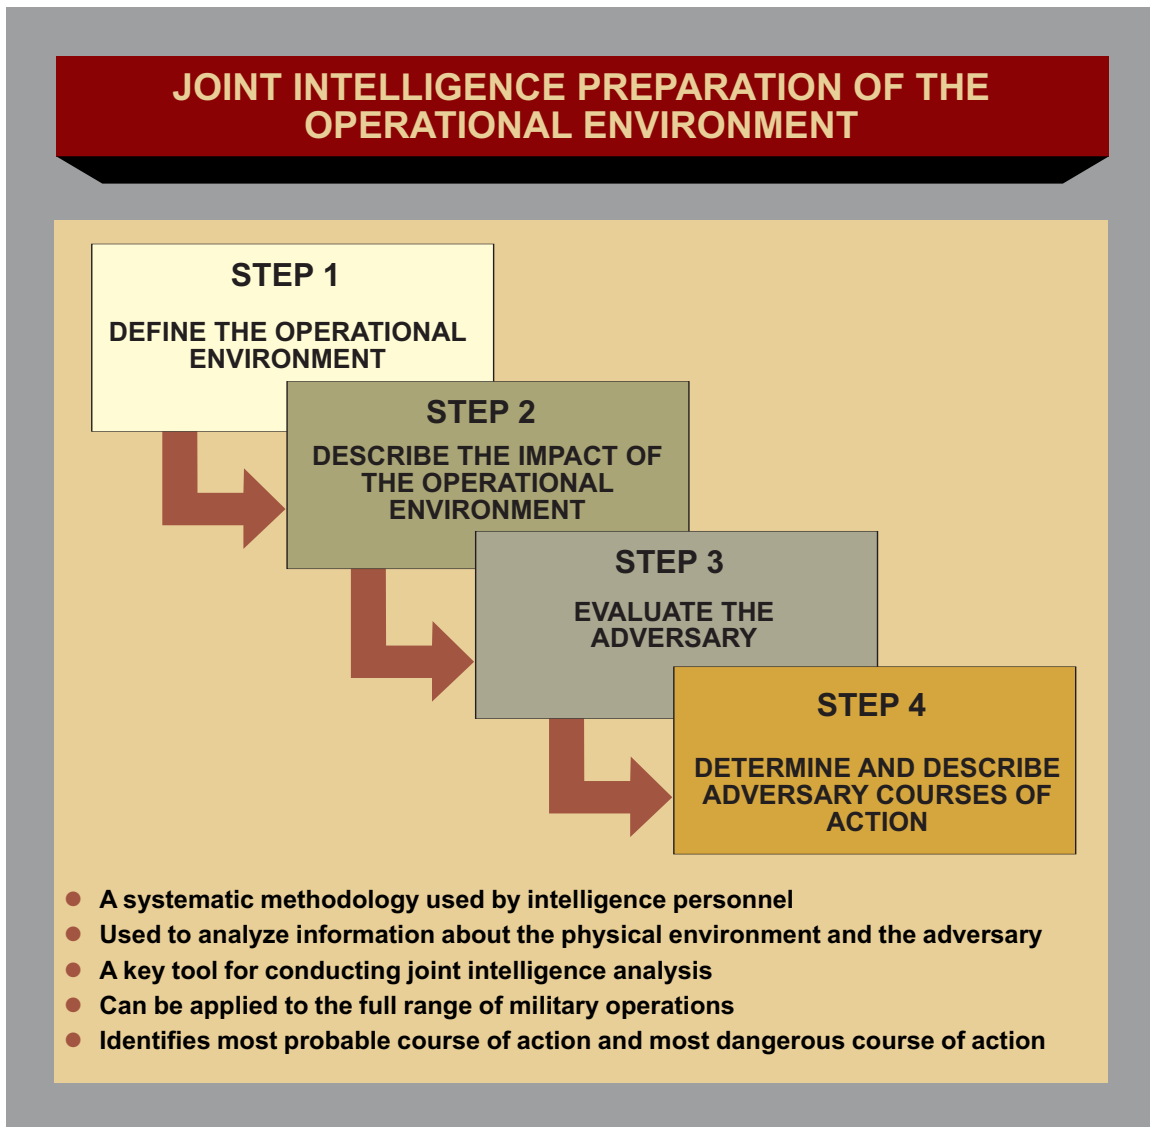 JOINT INTELLIGENCE PREPARATION OF THE
OPERATIONAL ENVIRONMENT
STEP 1
DEFINE THE OPERATIONAL
ENVIRONMENT
STEP 2
DESCRIBE THE IMPACT OF
THE OPERATIONAL
ENVIRONMENT
STEP 3
EVALUATE THE
ADVERSARY
STEP 4
DETERMINE AND DESCRIBE
ADVERSARY COURSES OF
ACTION
● A systematic methodology used by intelligence personnel
● Used to analyze information about the physical environment and the adversary
● A key tool for conducting joint intelligence analysis
● Can be applied to the full range of military operations
● Identifies most probable course of action and most dangerous course of action